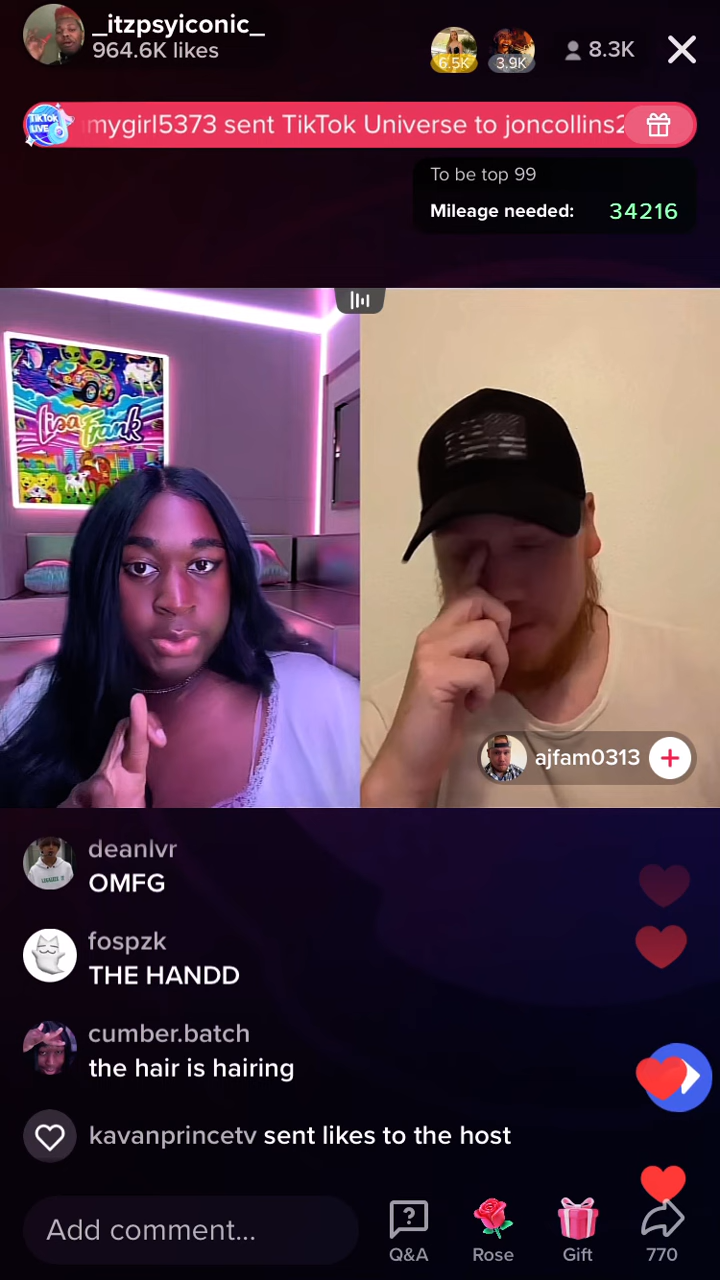 _itzpsyiconic_
964.6K likes
6.5K
3.9K
8.3K
TikTok
LIVE
mygirl5373 sent TikTok Universe to joncollins2
To be top 99
Mileage needed: 34216
Lisa
Frank
ajfam0313
deanlvr
OMFG
fospzk
THE HANDD
cumber.batch
the hair is hairing
kavanprincetv sent likes to the host
Add comment...
Q&A
Rose
Gift
770